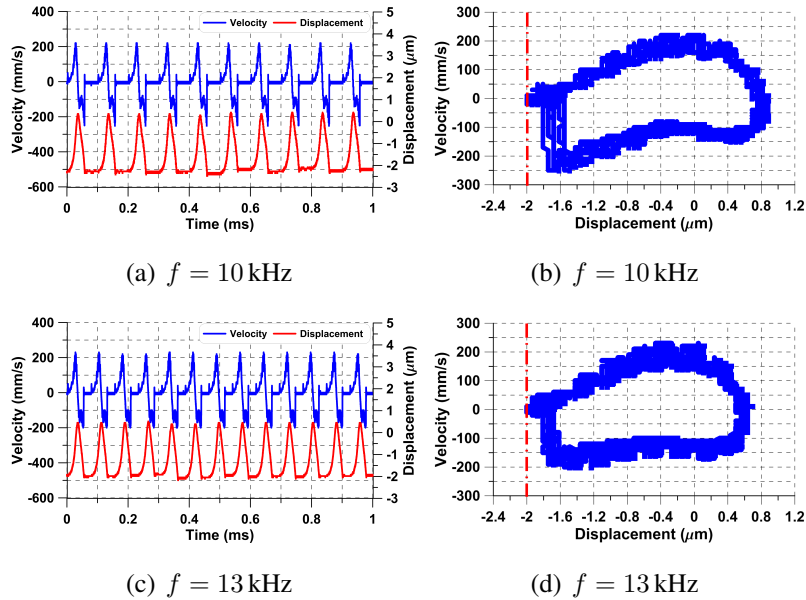 400 5
Velocity Displacement
4
200
3
0 2
1
-200 0
-1
-400
-2
-600 -3
0 0.2 0.4 0.6 0.8 1
Velocity (mm/s)
Displacement (μm)
Time (ms)
300
200
100
0
-100
-200
-300
-2.4 -2 -1.6 -1.2 -0.8 -0.4 0 0.4 0.8 1.2
Velocity (mm/s)
Displacement (μm)
(a) f = 10 kHz
(b) f = 10 kHz
400 5
Velocity Displacement
4
200
3
0 2
1
-200
0
-400 -1
-2
-600 -3
0 0.2 0.4 0.6 0.8 1
Velocity (mm/s)
Displacement (μm)
Time (ms)
300
200
100
0
-100
-200
-300
-2.4 -2 -1.6 -1.2 -0.8 -0.4 0 0.4 0.8 1.2
Velocity (mm/s)
Displacement (μm)
(c) f = 13 kHz
(d) f = 13 kHz